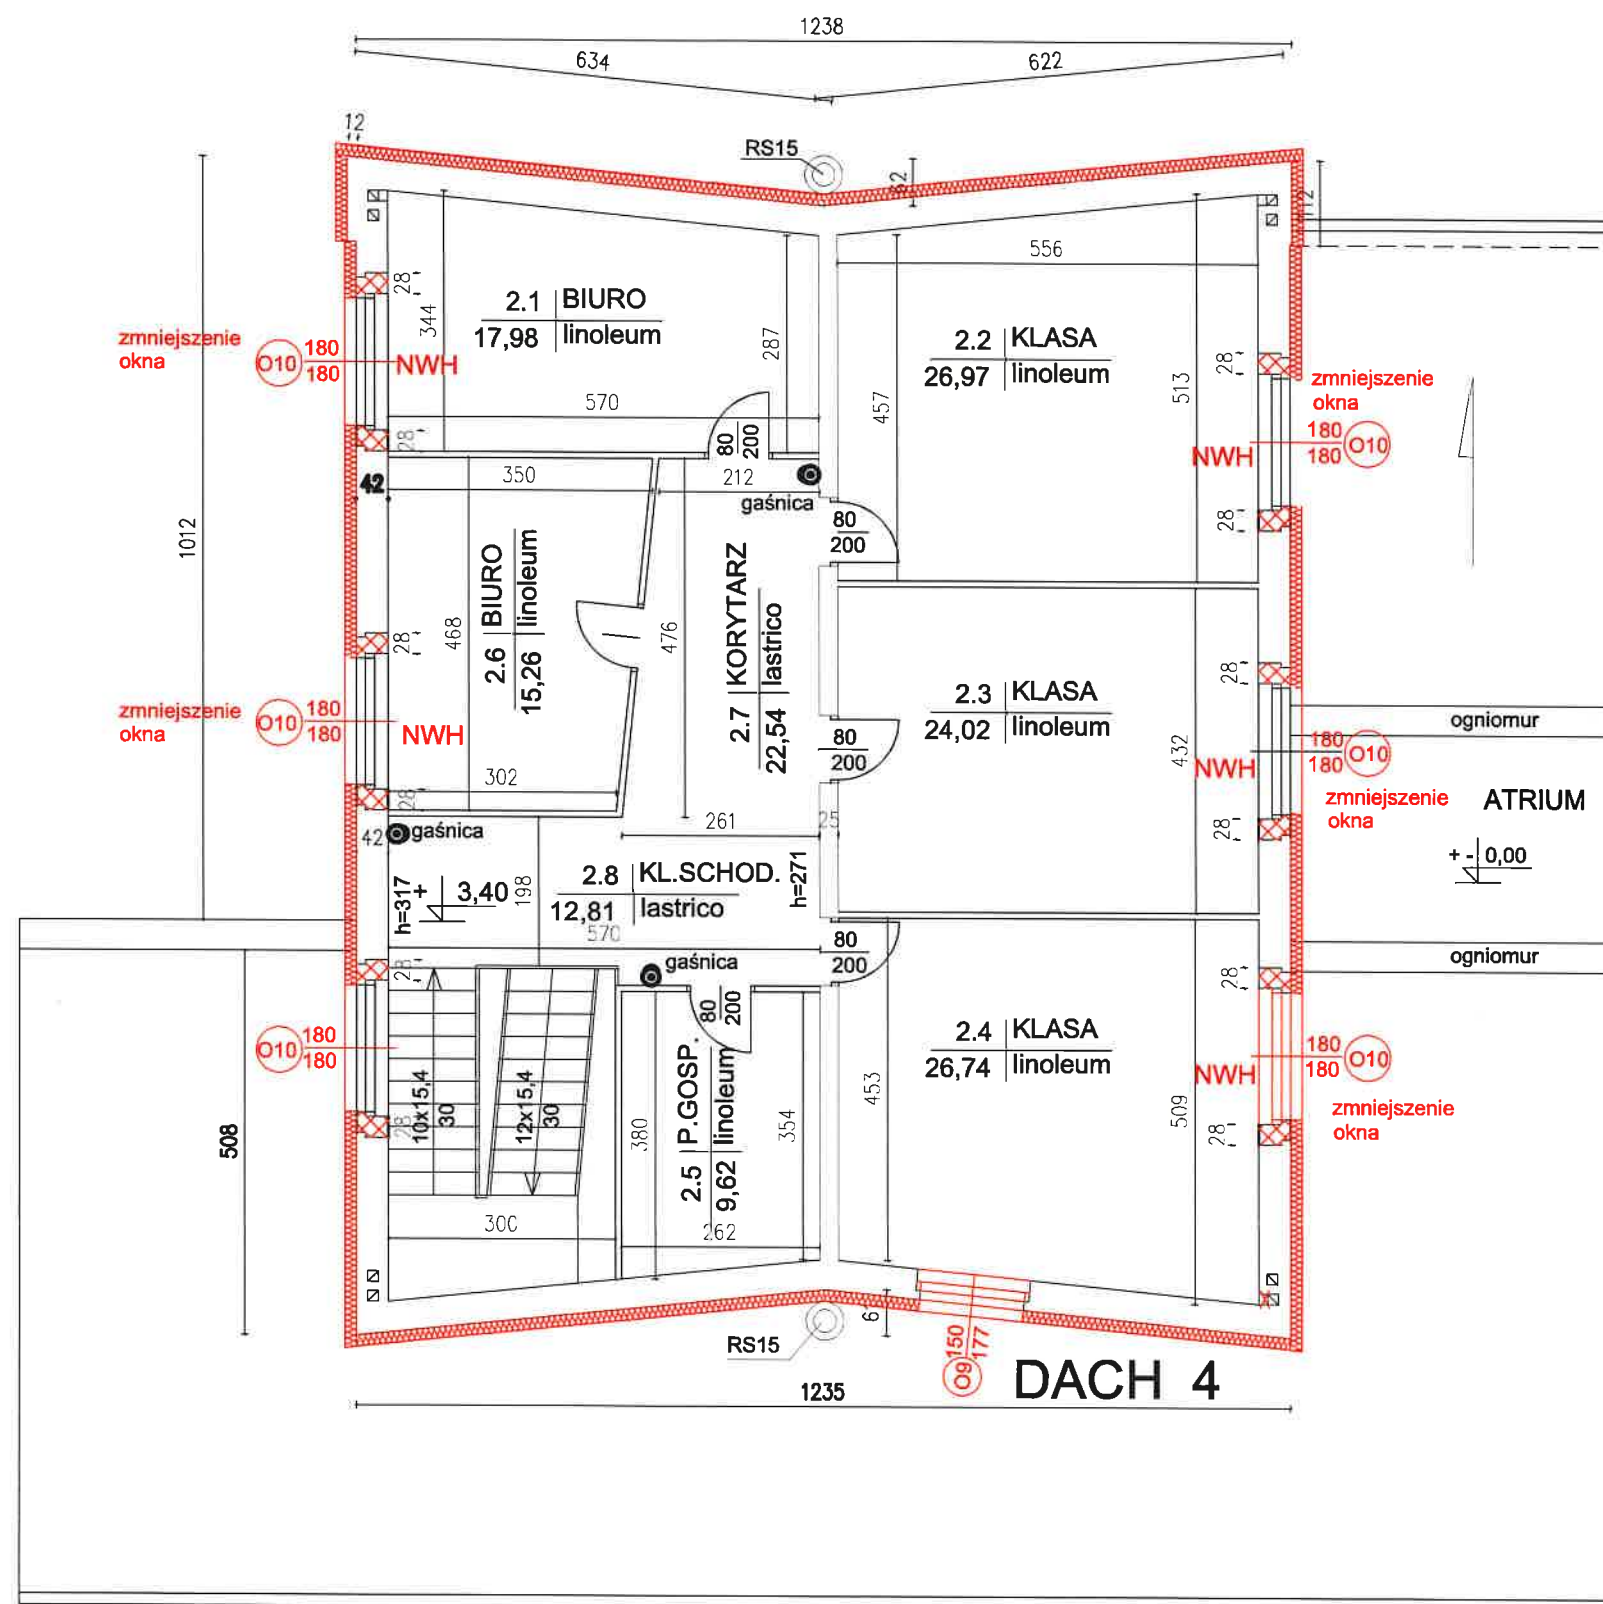 1238
634
622
12
RS15
112
28
344
2.1 BIURO
17,98 linoleum
287
556
2.2 KLASA
26,97 linoleum
457
513
28
zmniejszenie
okna
O10 180
180
NWH
570
28
80
200
zmniejszenie
okna
180
180 O10
NWH
28
42
350
212
gaśnica
80
200
1012
2.6 BIURO
15,26 linoleum
468
28
476
2.7 KORYTARZ
22,54 lastrico
28
2.3 KLASA
24,02 linoleum
432
ogniomur
zmniejszenie
okna
O10 180
180
NWH
80
200
180
180 O10
NWH
zmniejszenie
okna
ATRIUM
302
28
261
25
28
42
gaśnica
+ - 0,00
h=317
+ 3,40
198
2.8 KL.SCHOD.
12,81 lastrico
h=271
570
80
200
ogniomur
28
gaśnica
80
200
28
O10 180
180
2.4 KLASA
26,74 linoleum
180
180 O10
NWH
zmniejszenie
okna
10x15,4
30
12x15,4
30
28
508
380
2.5 P.GOSP.
9,62 linoleum
354
453
509
28
300
262
RS15
O9 150
177
DACH 4
1235